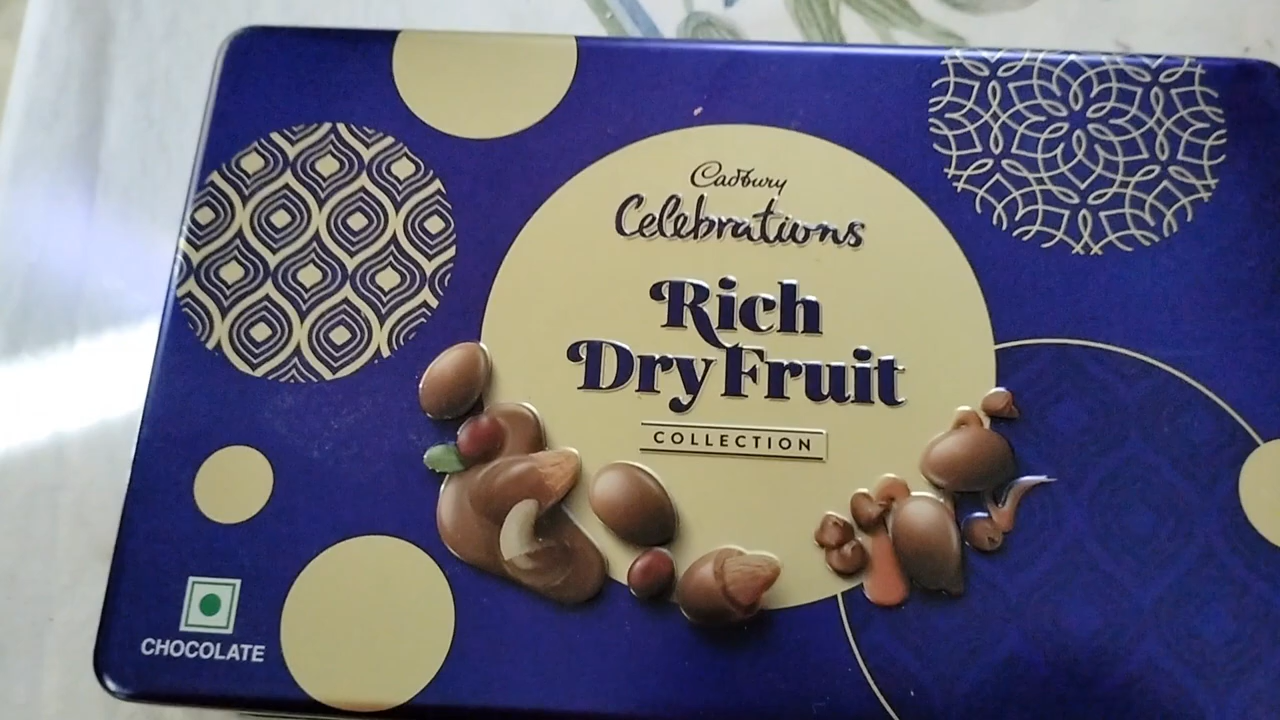 Cadbury
Celebrations
Rich
Dry Fruit
COLLECTION
CHOCOLATE